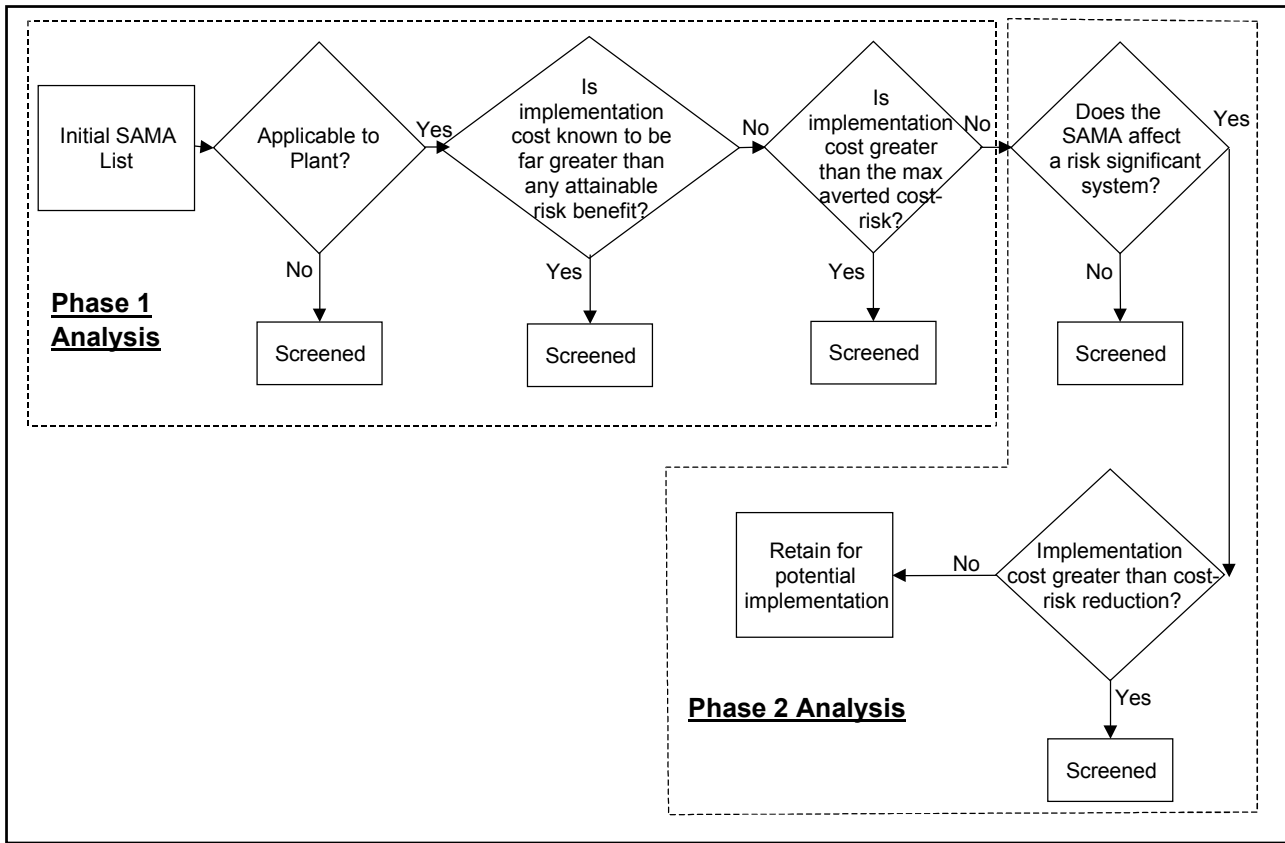 Initial SAMA
List
Applicable to
Plant?
Yes
No
Screened
Is
implementation
cost known to be
far greater than
any attainable
risk benefit?
No
Yes
Screened
Is
implementation
cost greater
than the max
averted cost-
risk?
No
Yes
Screened
Phase 1
Analysis
Does the
SAMA affect
a risk significant
system?
Yes
No
Screened
Implementation
cost greater than cost-
risk reduction?
No
Retain for
potential
implementation
Yes
Screened
Phase 2 Analysis